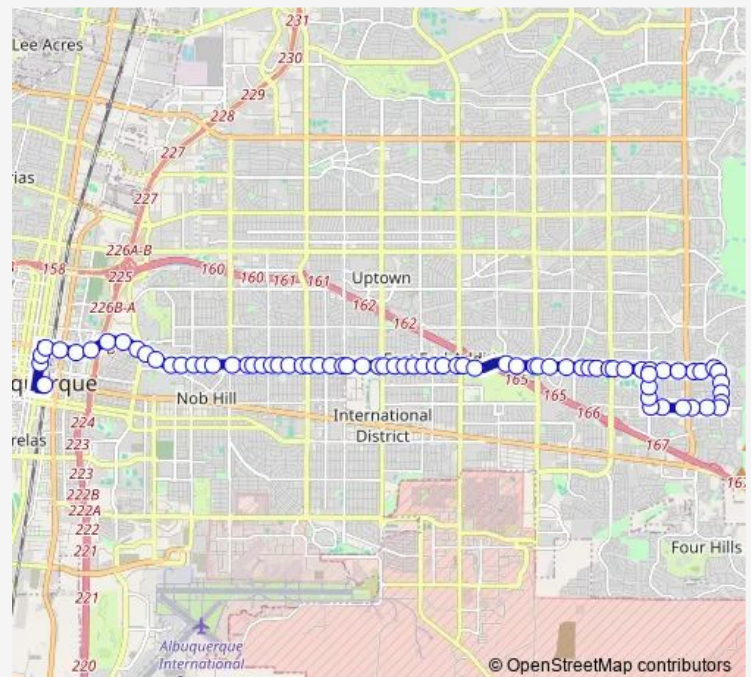 231
Lee Acres
230
229
228
227
rias
227
226A-B
158
225
160
160
161
161
Uptown
162
226B-A
162
querque
165
Nob Hill
165
166
International
District
224
relas
223
167
223
222B
222A
222
221
Four Hills
221
Albuquerque
International
220
© OpenStreetMap contributors